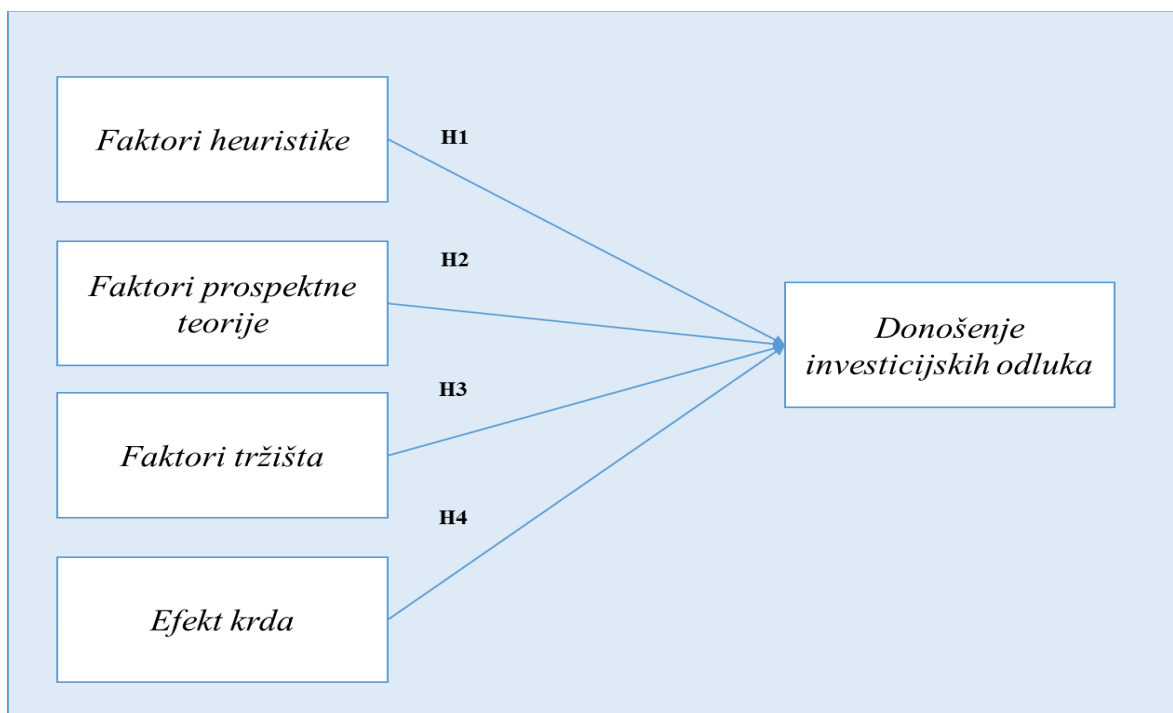 Faktori heuristike
H1
Faktori prospektne
teorije
H2
Faktori tržišta
H3
Efekt krda
H4
Donošenje
investicijskih odluka